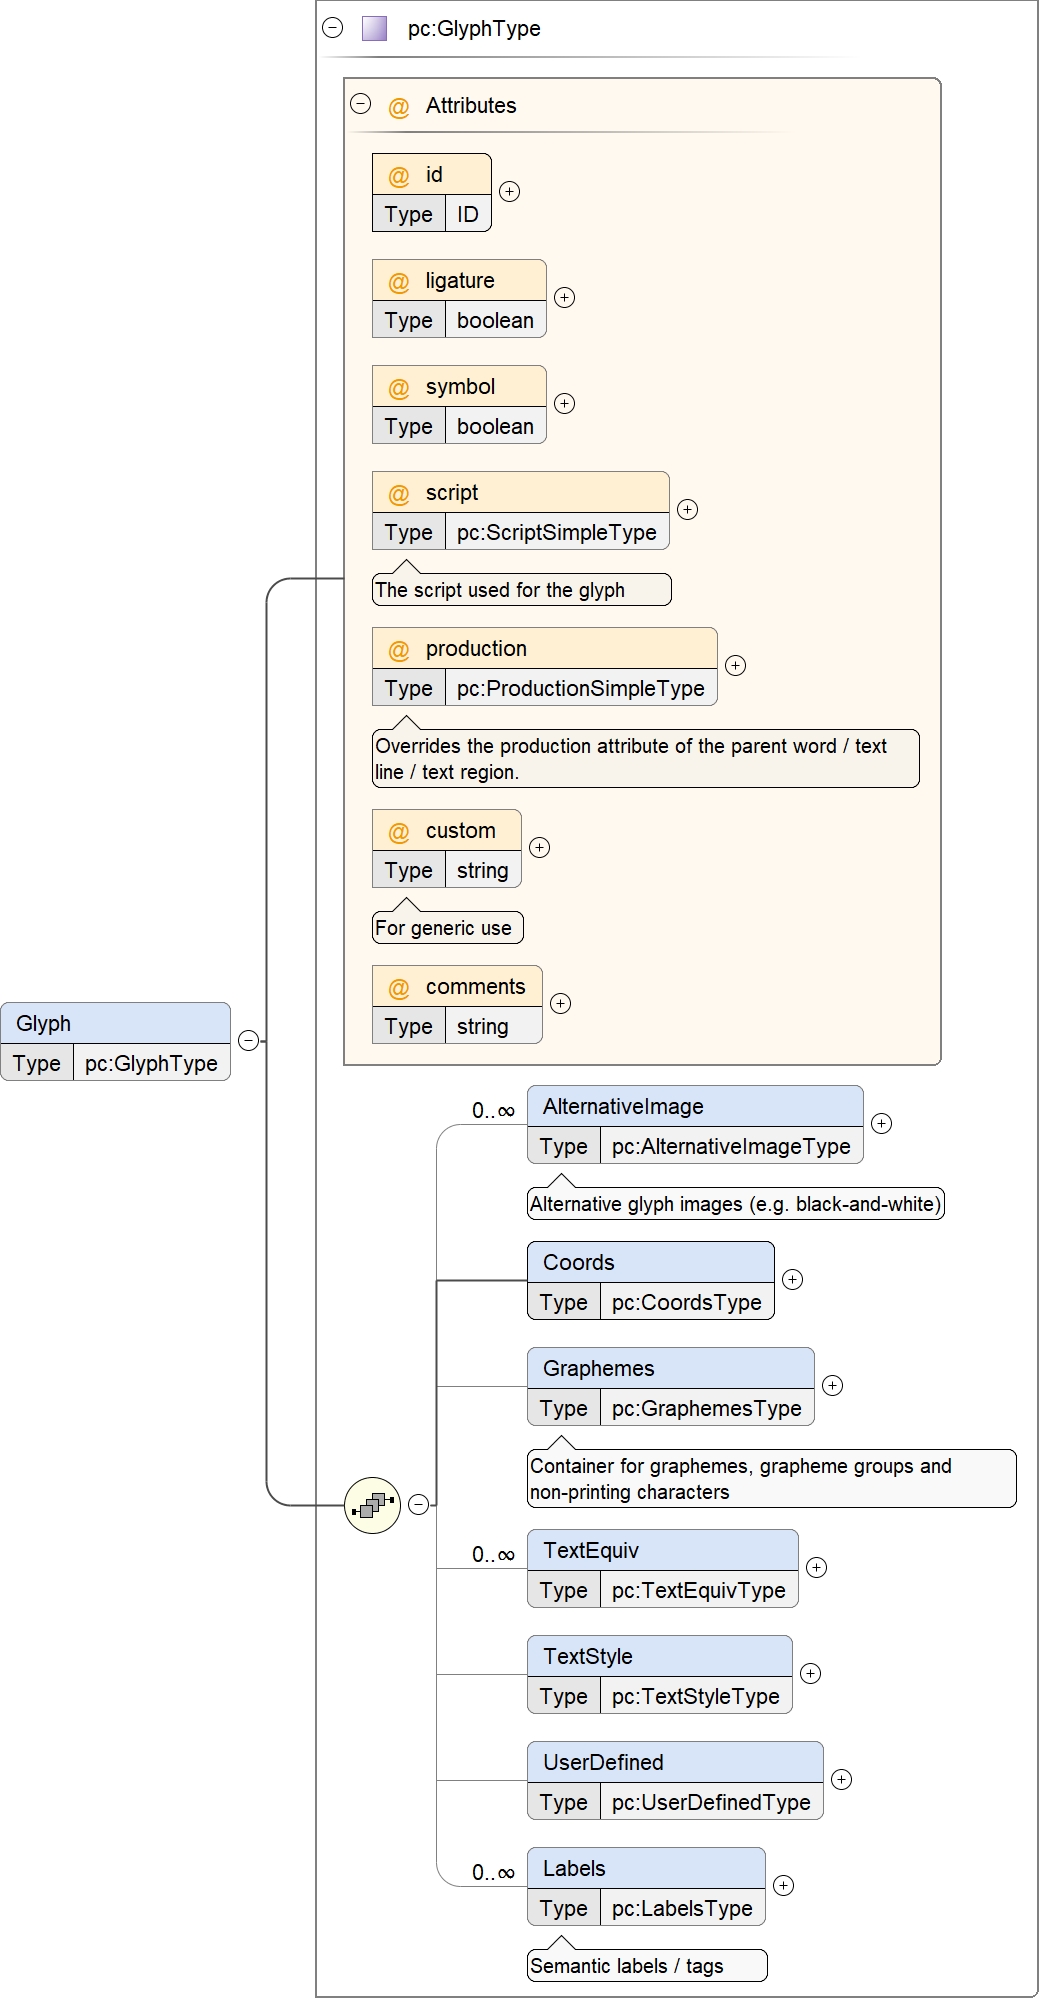 pc:GlyphType
@ Attributes
@ id
Type ID
@ ligature
Type boolean
@ symbol
Type boolean
@ script
Type pc:ScriptSimpleType
The script used for the glyph
@ production
Type pc:ProductionSimpleType
Overrides the production attribute of the parent word / text
line / text region.
@ custom
Type string
For generic use
@ comments
Type string
Glyph
Type pc:GlyphType
0..∞ AlternativeImage
Type pc:AlternativeImageType
Alternative glyph images (e.g. black-and-white)
Coords
Type pc:CoordsType
Graphemes
Type pc:GraphemesType
Container for graphemes, grapheme groups and
non-printing characters
0..∞ TextEquiv
Type pc:TextEquivType
TextStyle
Type pc:TextStyleType
UserDefined
Type pc:UserDefinedType
0..∞ Labels
Type pc:LabelsType
Semantic labels / tags